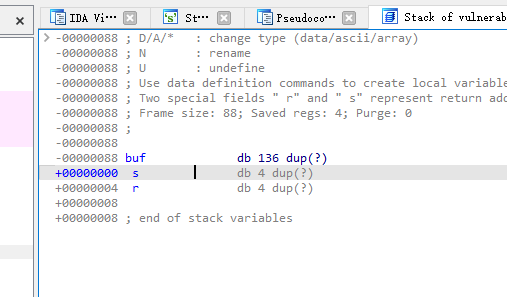 IDA Vi···
St···
Pseudoco···
Stack of vulnerab
-00000088 ; D/A/* : change type (data/ascii/array)
-00000088 ; N : rename
-00000088 ; U : undefine
-00000088 ; Use data definition commands to create local variable
-00000088 ; Two special fields " r" and " s" represent return add
-00000088 ; Frame size: 88; Saved regs: 4; Purge: 0
-00000088 ;
-00000088
-00000088 buf db 136 dup(?)
+00000000 s db 4 dup(?)
+00000004 r db 4 dup(?)
+00000008
+00000008 ; end of stack variables